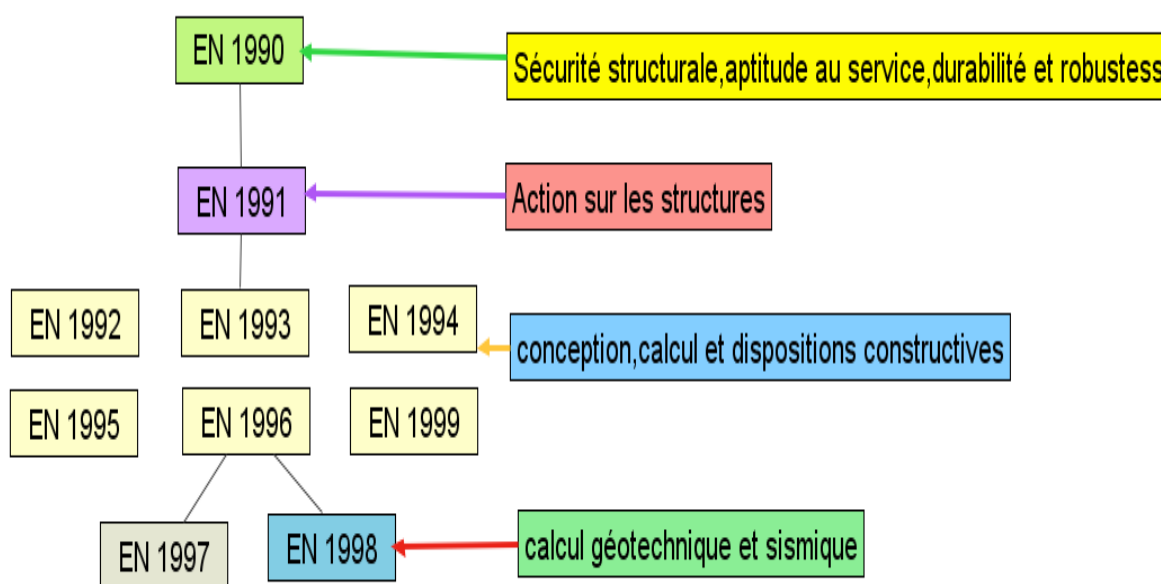 EN 1990
Sécurité structurale,aptitude au service,durabilité et robustess
EN 1991
Action sur les structures
EN 1992
EN 1993
EN 1994
conception,calcul et dispositions constructives
EN 1995
EN 1996
EN 1999
EN 1997
EN 1998
calcul géotechnique et sismique